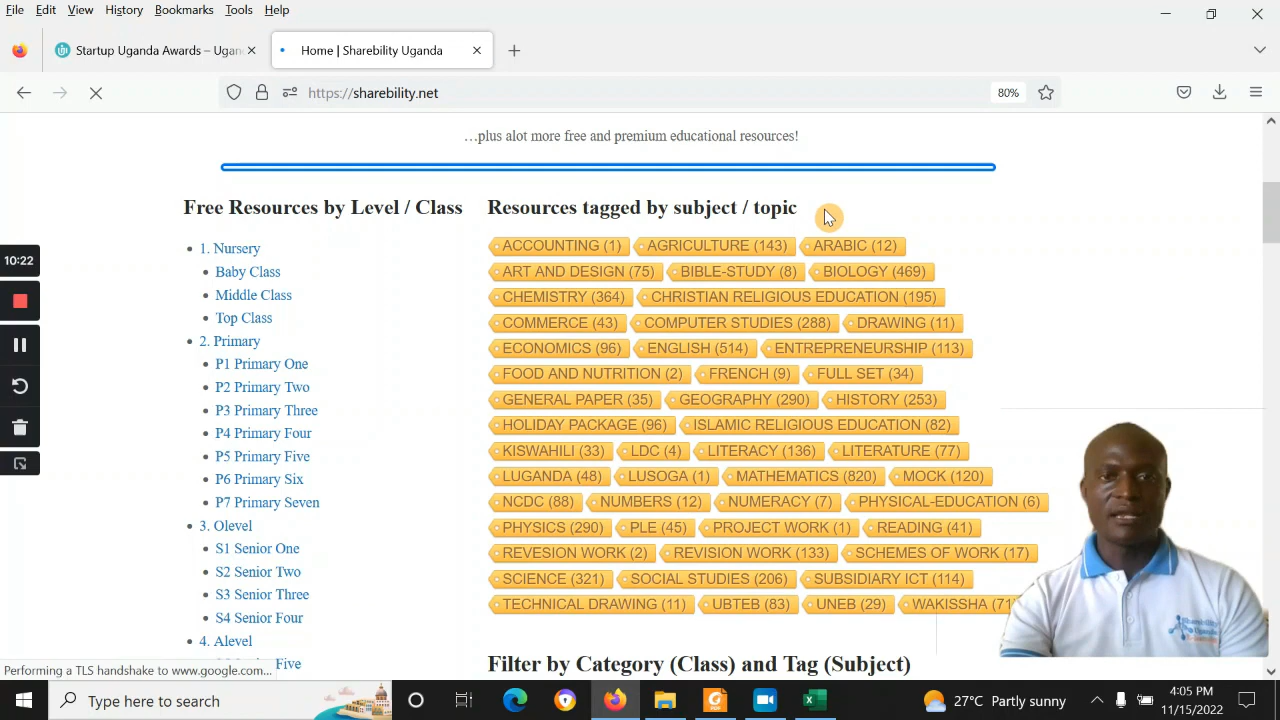 File Edit View History Bookmarks Tools Help
Startup Uganda Awards – Ugan
Home | Sharebility Uganda
https://sharebility.net
80%
…plus alot more free and premium educational resources!
Free Resources by Level / Class
1. Nursery
Baby Class
Middle Class
Top Class
2. Primary
P1 Primary One
P2 Primary Two
P3 Primary Three
P4 Primary Four
P5 Primary Five
P6 Primary Six
P7 Primary Seven
3. Olevel
S1 Senior One
S2 Senior Two
S3 Senior Three
S4 Senior Four
4. Alevel
Five
Resources tagged by subject / topic
ACCOUNTING (1) AGRICULTURE (143) ARABIC (12)
ART AND DESIGN (75) BIBLE-STUDY (8) BIOLOGY (469)
CHEMISTRY (364) CHRISTIAN RELIGIOUS EDUCATION (195)
COMMERCE (43) COMPUTER STUDIES (288) DRAWING (11)
ECONOMICS (96) ENGLISH (514) ENTREPRENEURSHIP (113)
FOOD AND NUTRITION (2) FRENCH (9) FULL SET (34)
GENERAL PAPER (35) GEOGRAPHY (290) HISTORY (253)
HOLIDAY PACKAGE (96) ISLAMIC RELIGIOUS EDUCATION (82)
KISWAHILI (33) LDC (4) LITERACY (136) LITERATURE (77)
LUGANDA (48) LUSOGA (1) MATHEMATICS (820) MOCK (120)
NCDC (88) NUMBERS (12) NUMERACY (7) PHYSICAL-EDUCATION (6)
PHYSICS (290) PLE (45) PROJECT WORK (1) READING (41)
REVESION WORK (2) REVISION WORK (133) SCHEMES OF WORK (17)
SCIENCE (321) SOCIAL STUDIES (206) SUBSIDIARY ICT (114)
TECHNICAL DRAWING (11) UBTEB (83) UNEB (29) WAKISSHA (71)
Filter by Category (Class) and Tag (Subject)
10:22
Sharebility
Uganda
Performing a TLS handshake to www.google.com...
Type here to search
27°C Partly sunny
4:05 PM
11/15/2022